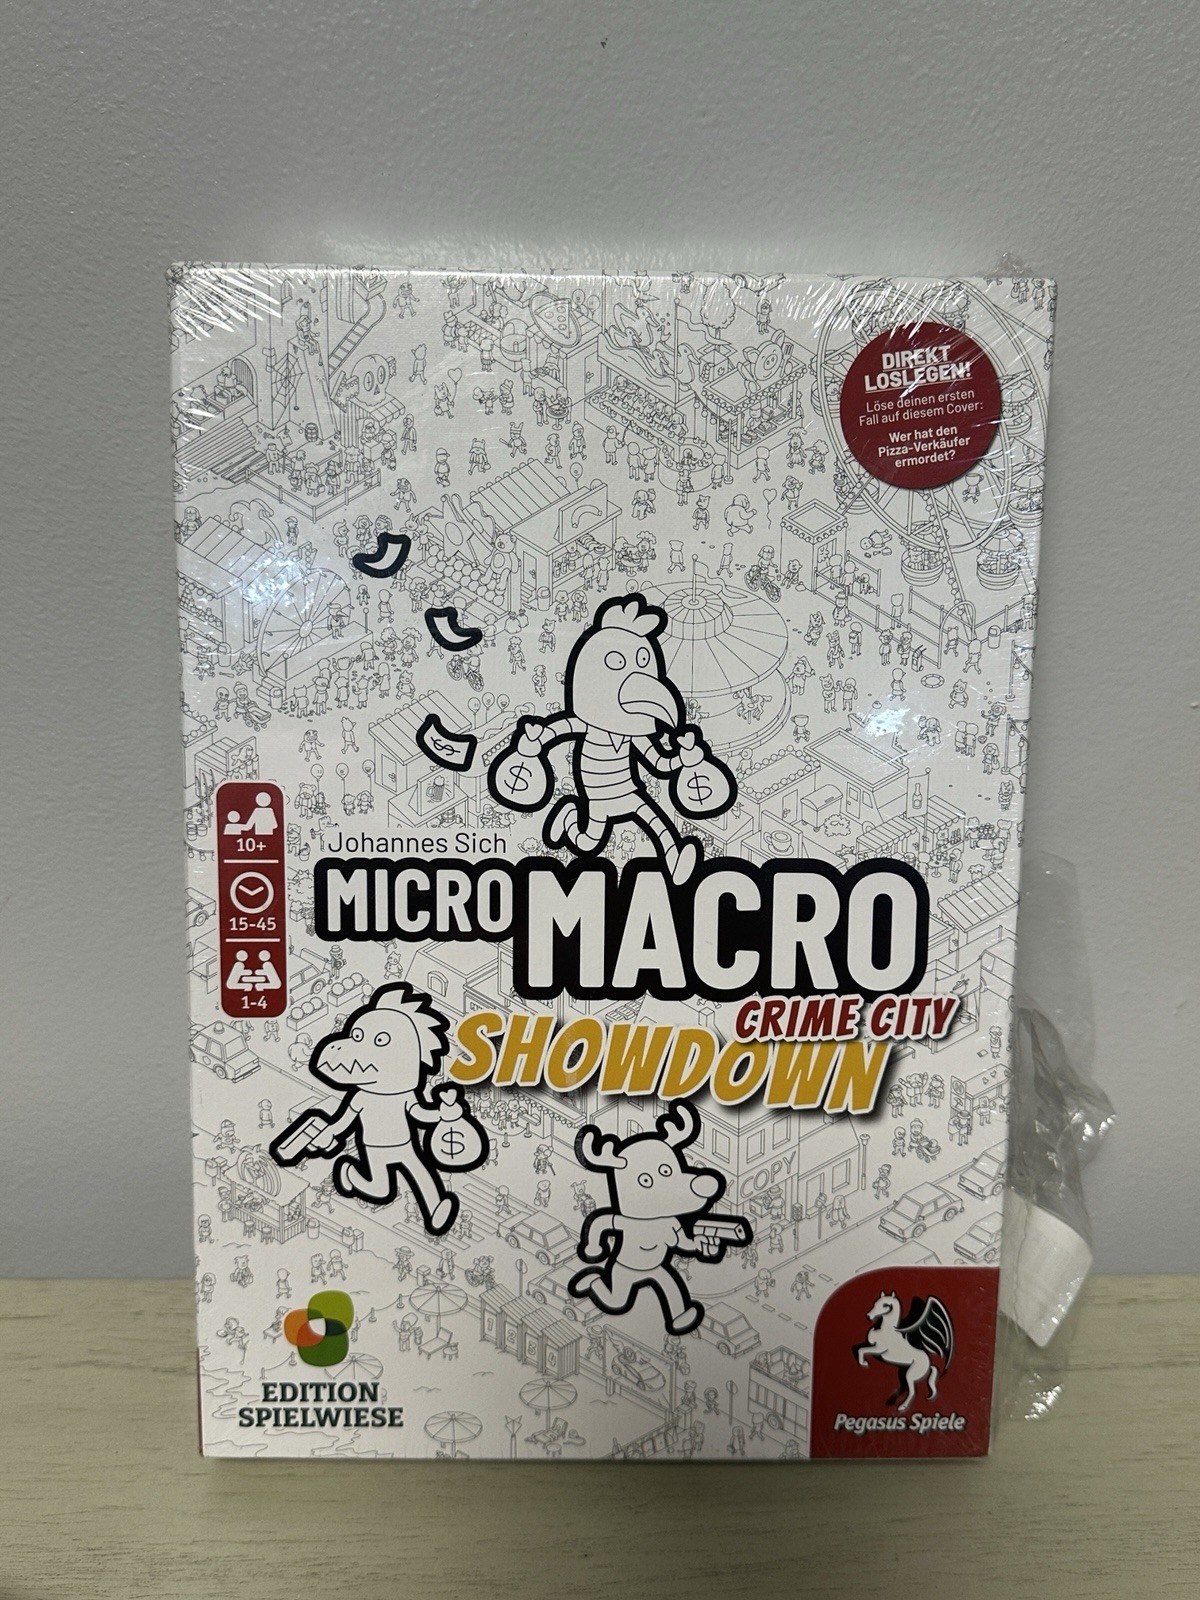 DIREKT
LOSLEGEN!
Löse deinen ersten
Fall auf diesem Cover:
Wer hat den
Pizza-Verkäufer
ermordet?
$
$
$
10+
15-45
1-4
Johannes Sich
MICRO MACRO
CRIME CITY
SHOWDOWN
$
COPY
EDITION
SPIELWIESE
Pegasus Spiele